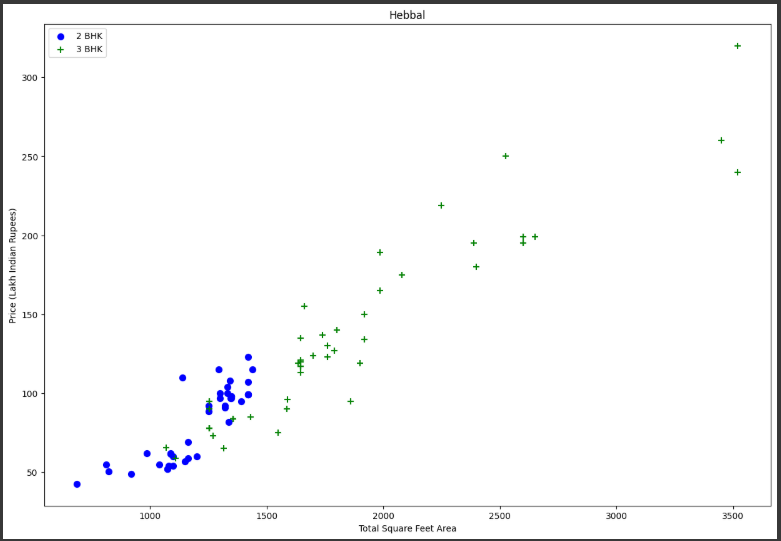 Hebbal
2 BHK
3 BHK
300
250
200
150
100
50
Price (Lakh Indian Rupees)
1000 1500 2000 2500 3000 3500
Total Square Feet Area